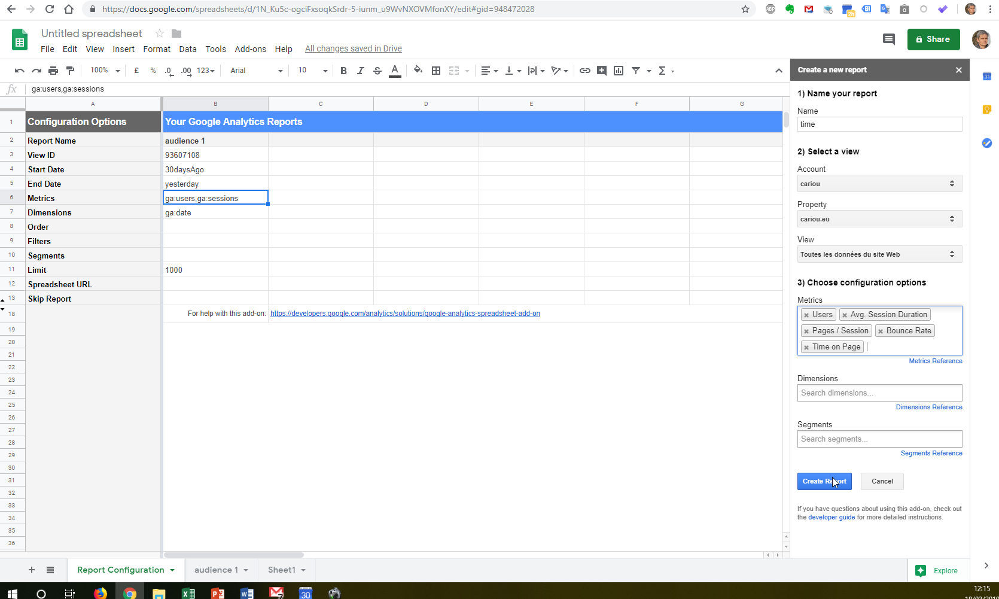 https://docs.google.com/spreadsheets/d/1N_Ku5c-ogciFxsoqkSrdr-5-iunm_u9WvNXOVMfonXY/edit#gid=948472028
ABP
2h
Untitled spreadsheet
File Edit View Insert Format Data Tools Add-ons Help All changes saved in Drive
Share
100% £ % .0 .00 123 Arial 10 B I S A Σ
fx ga:users,ga:sessions
A B C D E F G
1 Configuration Options Your Google Analytics Reports
2 Report Name audience 1
3 View ID 93607108
4 Start Date 30daysAgo
5 End Date yesterday
6 Metrics ga:users,ga:sessions
7 Dimensions ga:date
8 Order
9 Filters
10 Segments
11 Limit 1000
12 Spreadsheet URL
13 Skip Report
18 For help with this add-on: https://developers.google.com/analytics/solutions/google-analytics-spreadsheet-add-on
19
20
21
22
23
24
25
26
27
28
29
30
31
32
33
34
35
36
Create a new report
1) Name your report
Name
time
2) Select a view
Account
cariou
Property
cariou.eu
View
Toutes les données du site Web
3) Choose configuration options
Metrics
Users Avg. Session Duration
Pages / Session Bounce Rate
Time on Page
Metrics Reference
Dimensions
Search dimensions...
Dimensions Reference
Segments
Search segments...
Segments Reference
Create Report Cancel
If you have questions about using this add-on, check out
the developer guide for more detailed instructions.
31
Report Configuration audience 1 Sheet1 Explore
30
12:15